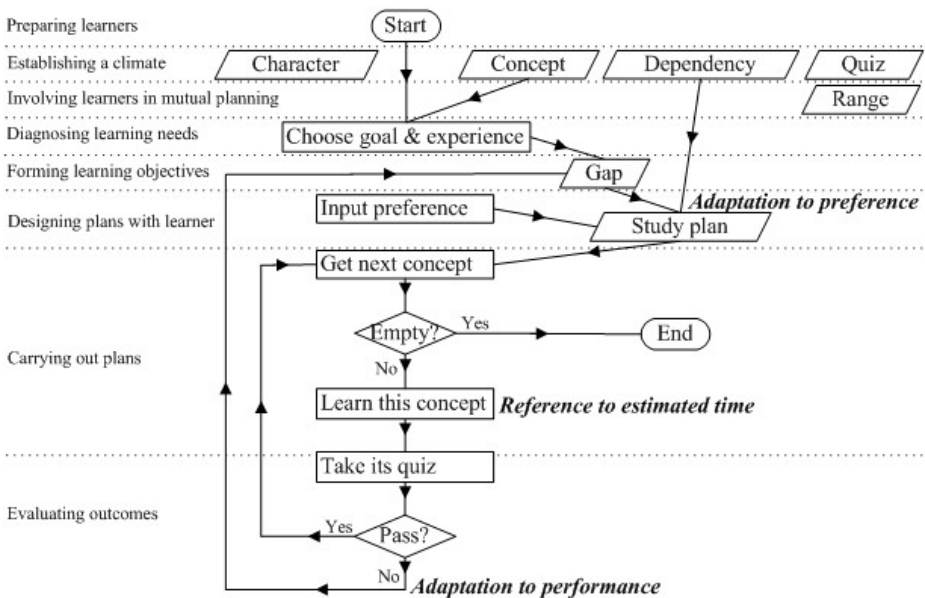 Preparing learners
Start
Establishing a climate
Character
Concept
Dependency
Quiz
Involving learners in mutual planning
Range
Diagnosing learning needs
Choose goal & experience
Forming learning objectives
Gap
Adaptation to preference
Designing plans with learner
Input preference
Study plan
Get next concept
Empty?
Yes
End
Carrying out plans
No
Learn this concept
Reference to estimated time
Take its quiz
Evaluating outcomes
Yes
Pass?
No
Adaptation to performance